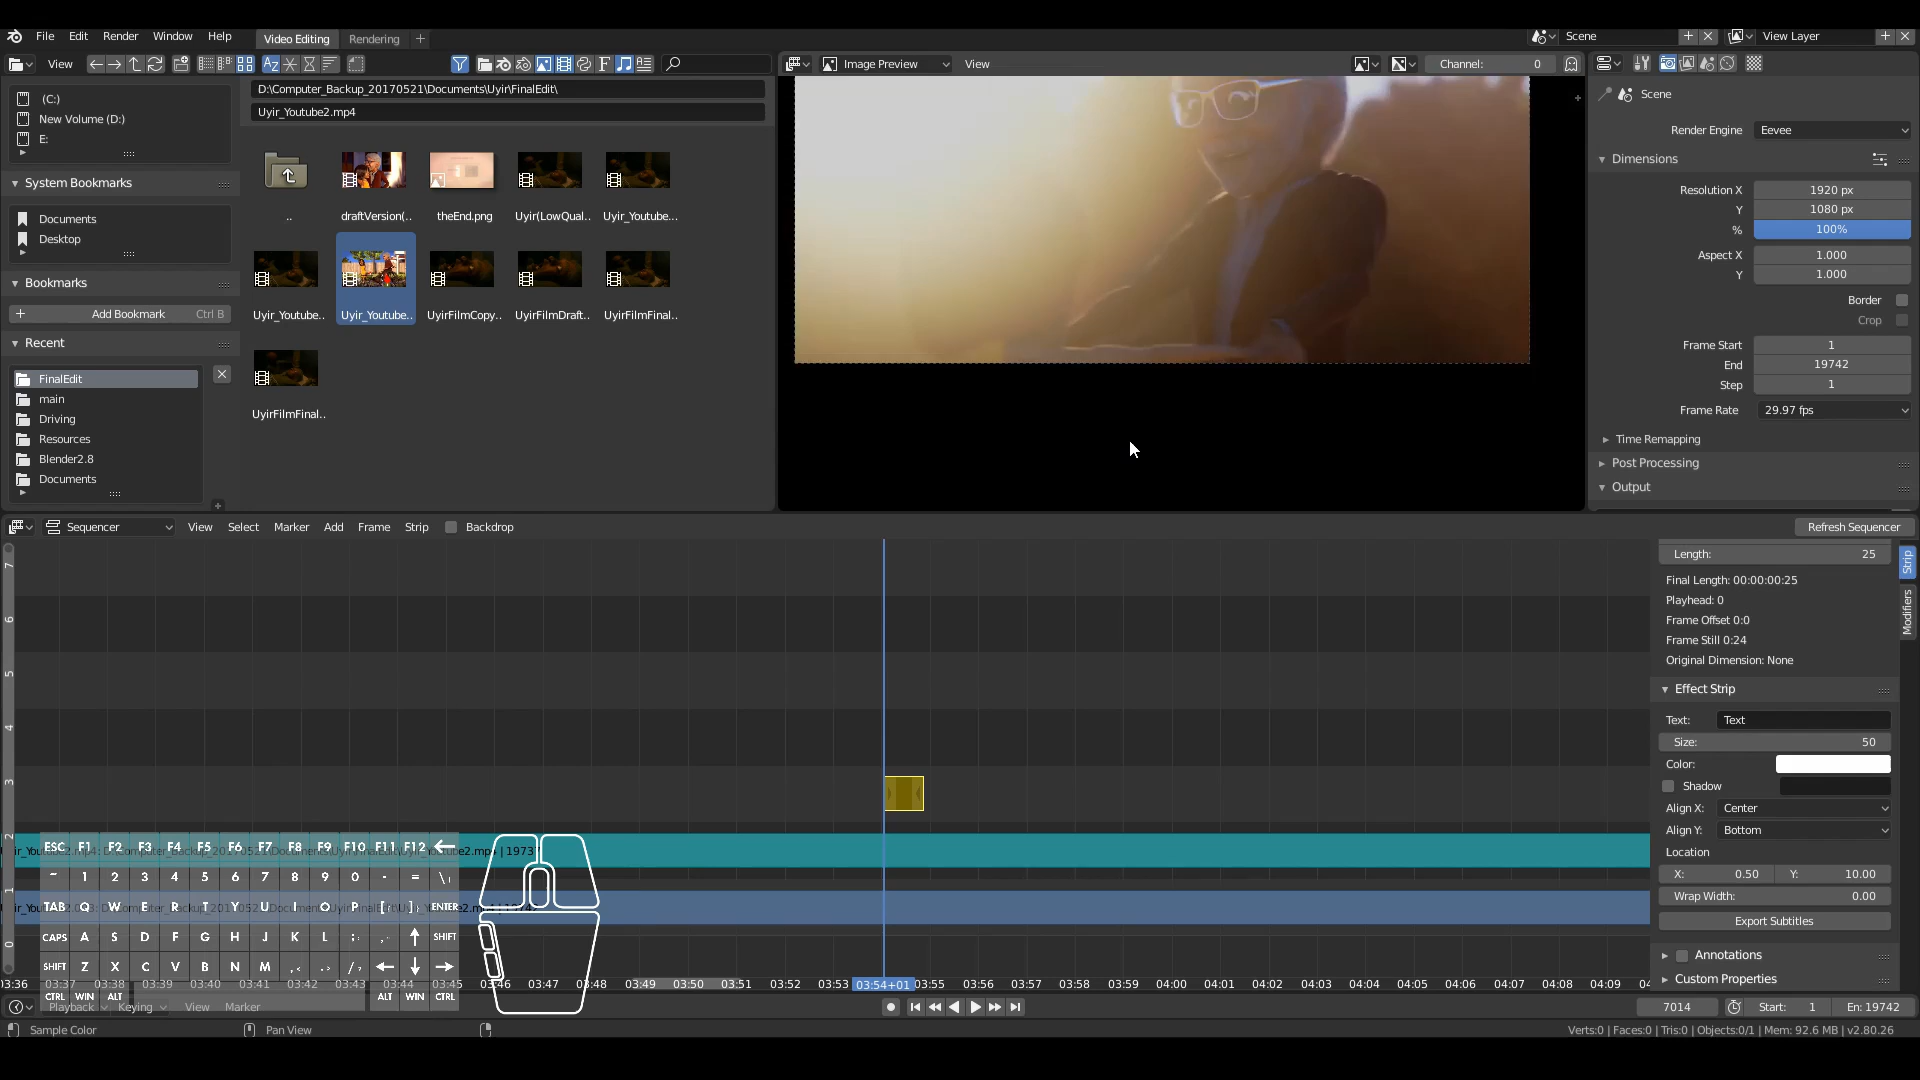 File Edit Render Window Help Video Editing Rendering + Scene View Layer
View Image Preview View Channel: 0
(C:)
New Volume (D:)
E:
System Bookmarks
Documents
Desktop
Bookmarks
Add Bookmark Ctrl B
Recent
FinalEdit
main
Driving
Resources
Blender2.8
Documents
D:\Computer_Backup_20170521\Documents\Uyir\FinalEdit\
Uyir_Youtube2.mp4
.. draftVersion(.. theEnd.png Uyir(LowQual.. Uyir_Youtube...
Uyir_Youtube.. Uyir_Youtube.. UyirFilmCopy.. UyirFilmDraft.. UyirFilmFinal..
UyirFilmFinal..
Scene
Render Engine Eevee
Dimensions
Resolution X 1920 px
Y 1080 px
% 100%
Aspect X 1.000
Y 1.000
Border
Crop
Frame Start 1
End 19742
Step 1
Frame Rate 29.97 fps
Time Remapping
Post Processing
Output
Sequencer View Select Marker Add Frame Strip Backdrop Refresh Sequencer
7
6
5
4
3
2
1
0
Length: 25
Final Length: 00:00:00:25
Playhead: 0
Frame Offset 0:0
Frame Still 0:24
Original Dimension: None
Effect Strip
Text: Text
Size: 50
Color:
Shadow
Align X: Center
Align Y: Bottom
Location
X: 0.50 Y: 10.00
Wrap Width: 0.00
Export Subtitles
Annotations
Custom Properties
Strip
Modifiers
ESC F1 F2 F3 F4 F5 F6 F7 F8 F9 F10 F11 F12
~ 1 2 3 4 5 6 7 8 9 0 - = \
TAB Q W E R T Y U I O P [ ] ENTER
CAPS A S D F G H J K L ; SHIFT
SHIFT Z X C V B N M
CTRL WIN ALT ALT WIN CTRL
03:36 03:37 03:38 03:39 03:40 03:41 03:42 03:43 03:44 03:45 03:46 03:47 03:48 03:49 03:50 03:51 03:52 03:53 03:54+01 03:55 03:56 03:57 03:58 03:59 04:00 04:01 04:02 04:03 04:04 04:05 04:06 04:07 04:08 04:09
Playback Keying View Marker 7014 Start: 1 En: 19742
Sample Color Pan View Verts:0 | Faces:0 | Tris:0 | Objects:0/1 | Mem: 92.6 MB | v2.80.26